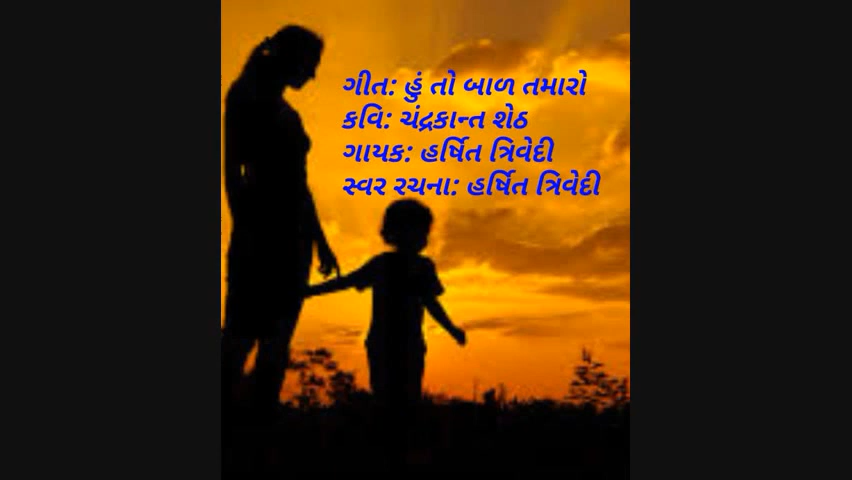 ગીત: હું તો બાળ તમારો
કવિ: ચંદ્રકાન્ત શેઠ
ગાયક: હર્ષિત ત્રિવેદી
સ્વર રચના: હર્ષિત ત્રિવેદી